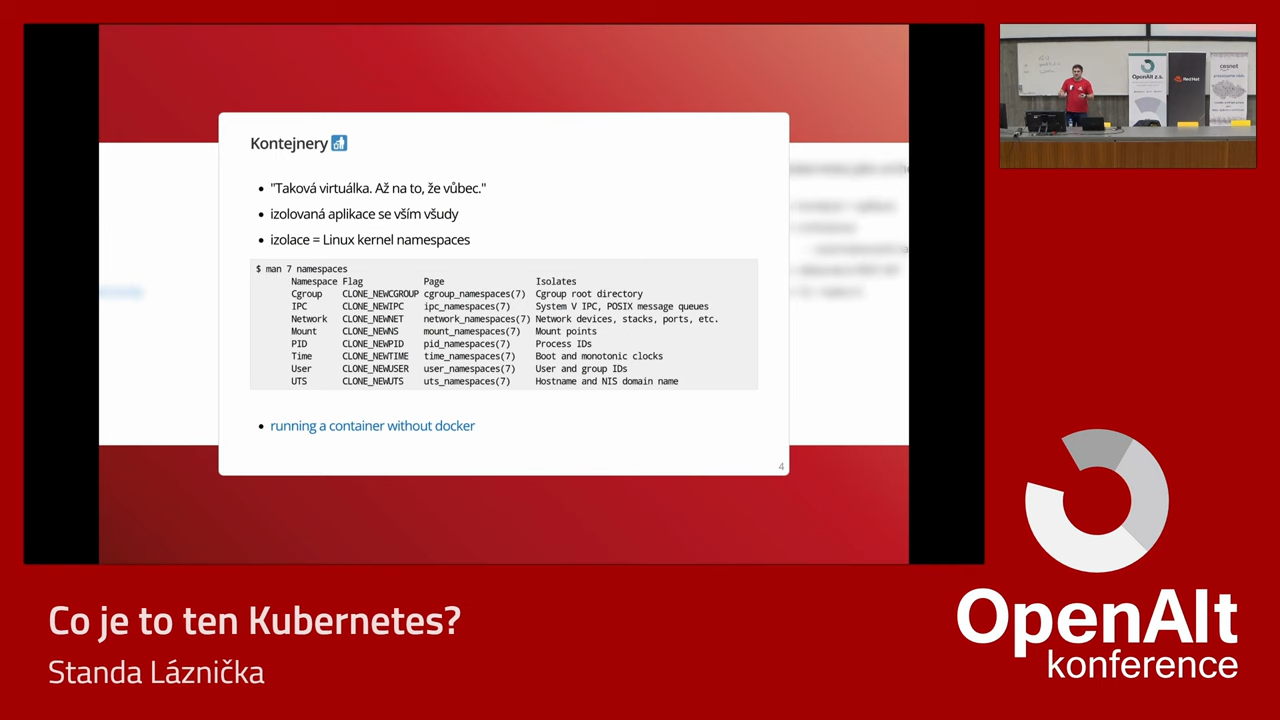 Kontejnery
"Taková virtuálka. Až na to, že vůbec."
izolovaná aplikace se vším všudy
izolace = Linux kernel namespaces
$ man 7 namespaces
Namespace Flag Page Isolates
Cgroup CLONE_NEWCGROUP cgroup_namespaces(7) Cgroup root directory
IPC CLONE_NEWIPC ipc_namespaces(7) System V IPC, POSIX message queues
Network CLONE_NEWNET network_namespaces(7) Network devices, stacks, ports, etc.
Mount CLONE_NEWNS mount_namespaces(7) Mount points
PID CLONE_NEWPID pid_namespaces(7) Process IDs
Time CLONE_NEWTIME time_namespaces(7) Boot and monotonic clocks
User CLONE_NEWUSER user_namespaces(7) User and group IDs
UTS CLONE_NEWUTS uts_namespaces(7) Hostname and NIS domain name
running a container without docker
4
OpenAlt z.s.
Red Hat
cesnet
Co je to ten Kubernetes?
Standa Láznička
OpenAlt
konference